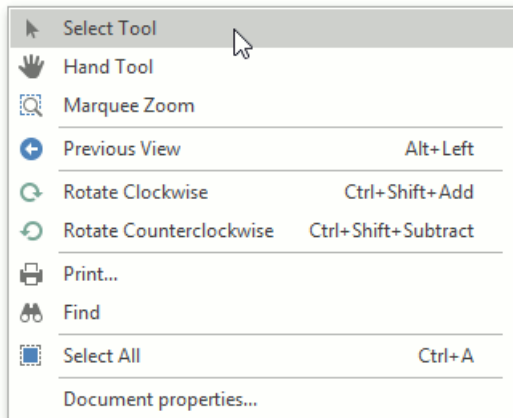 Select Tool
Hand Tool
Marquee Zoom
Previous View Alt+Left
Rotate Clockwise Ctrl+Shift+Add
Rotate Counterclockwise Ctrl+Shift+Subtract
Print...
Find
Select All Ctrl+A
Document properties...